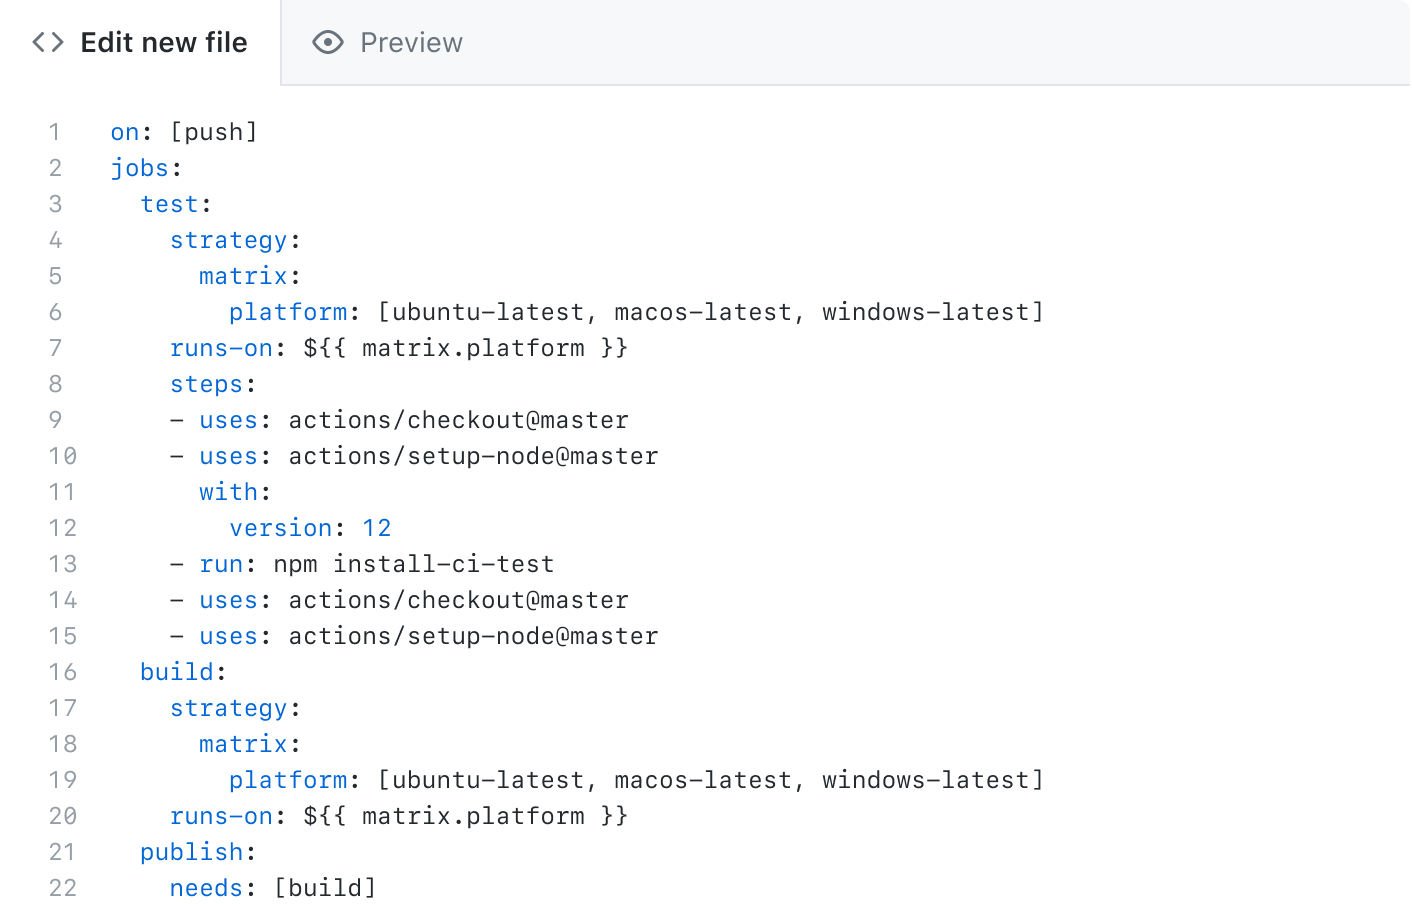 Edit new file Preview
1 on: [push]
2 jobs:
3   test:
4     strategy:
5       matrix:
6         platform: [ubuntu-latest, macos-latest, windows-latest]
7     runs-on: ${{ matrix.platform }}
8     steps:
9     - uses: actions/checkout@master
10     - uses: actions/setup-node@master
11       with:
12         version: 12
13     - run: npm install-ci-test
14     - uses: actions/checkout@master
15     - uses: actions/setup-node@master
16   build:
17     strategy:
18       matrix:
19         platform: [ubuntu-latest, macos-latest, windows-latest]
20     runs-on: ${{ matrix.platform }}
21   publish:
22     needs: [build]